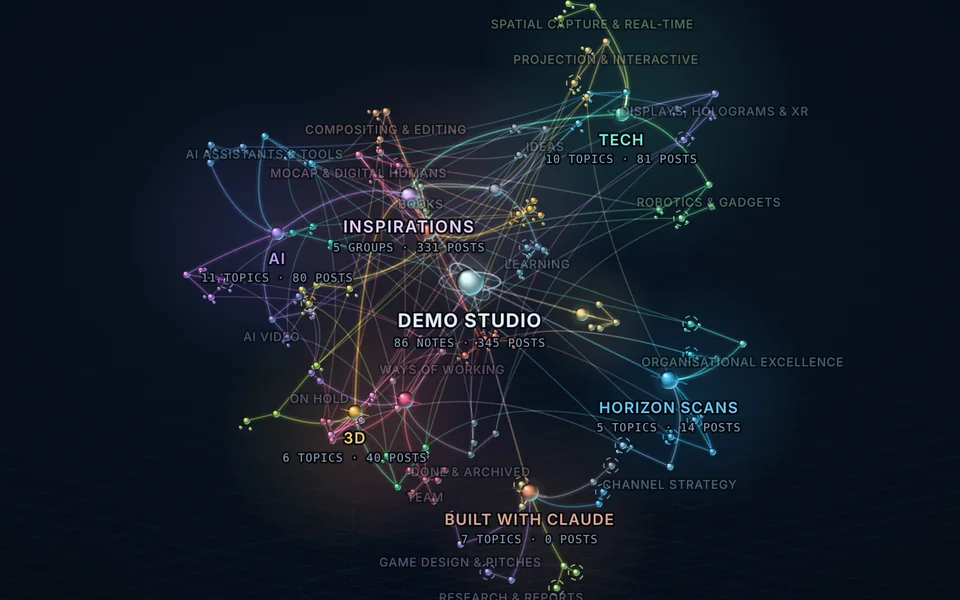 SPATIAL CAPTURE & REAL-TIME
PROJECTION & INTERACTIVE
DISPLAYS, HOLOGRAMS & XR
COMPOSITING & EDITING
TECH
IDEAS
10 TOPICS · 81 POSTS
AI ASSISTANTS & TOOLS
MOCAP & DIGITAL HUMANS
BOOKS
ROBOTICS & GADGETS
INSPIRATIONS
5 GROUPS · 331 POSTS
AI
11 TOPICS · 80 POSTS
LEARNING
DEMO STUDIO
86 NOTES · 345 POSTS
AI VIDEO
WAYS OF WORKING
ORGANISATIONAL EXCELLENCE
ON HOLD
HORIZON SCANS
5 TOPICS · 14 POSTS
3D
6 TOPICS · 40 POSTS
DONE & ARCHIVED
CHANNEL STRATEGY
TEAM
BUILT WITH CLAUDE
7 TOPICS · 0 POSTS
GAME DESIGN & PITCHES
RESEARCH & REPORTS